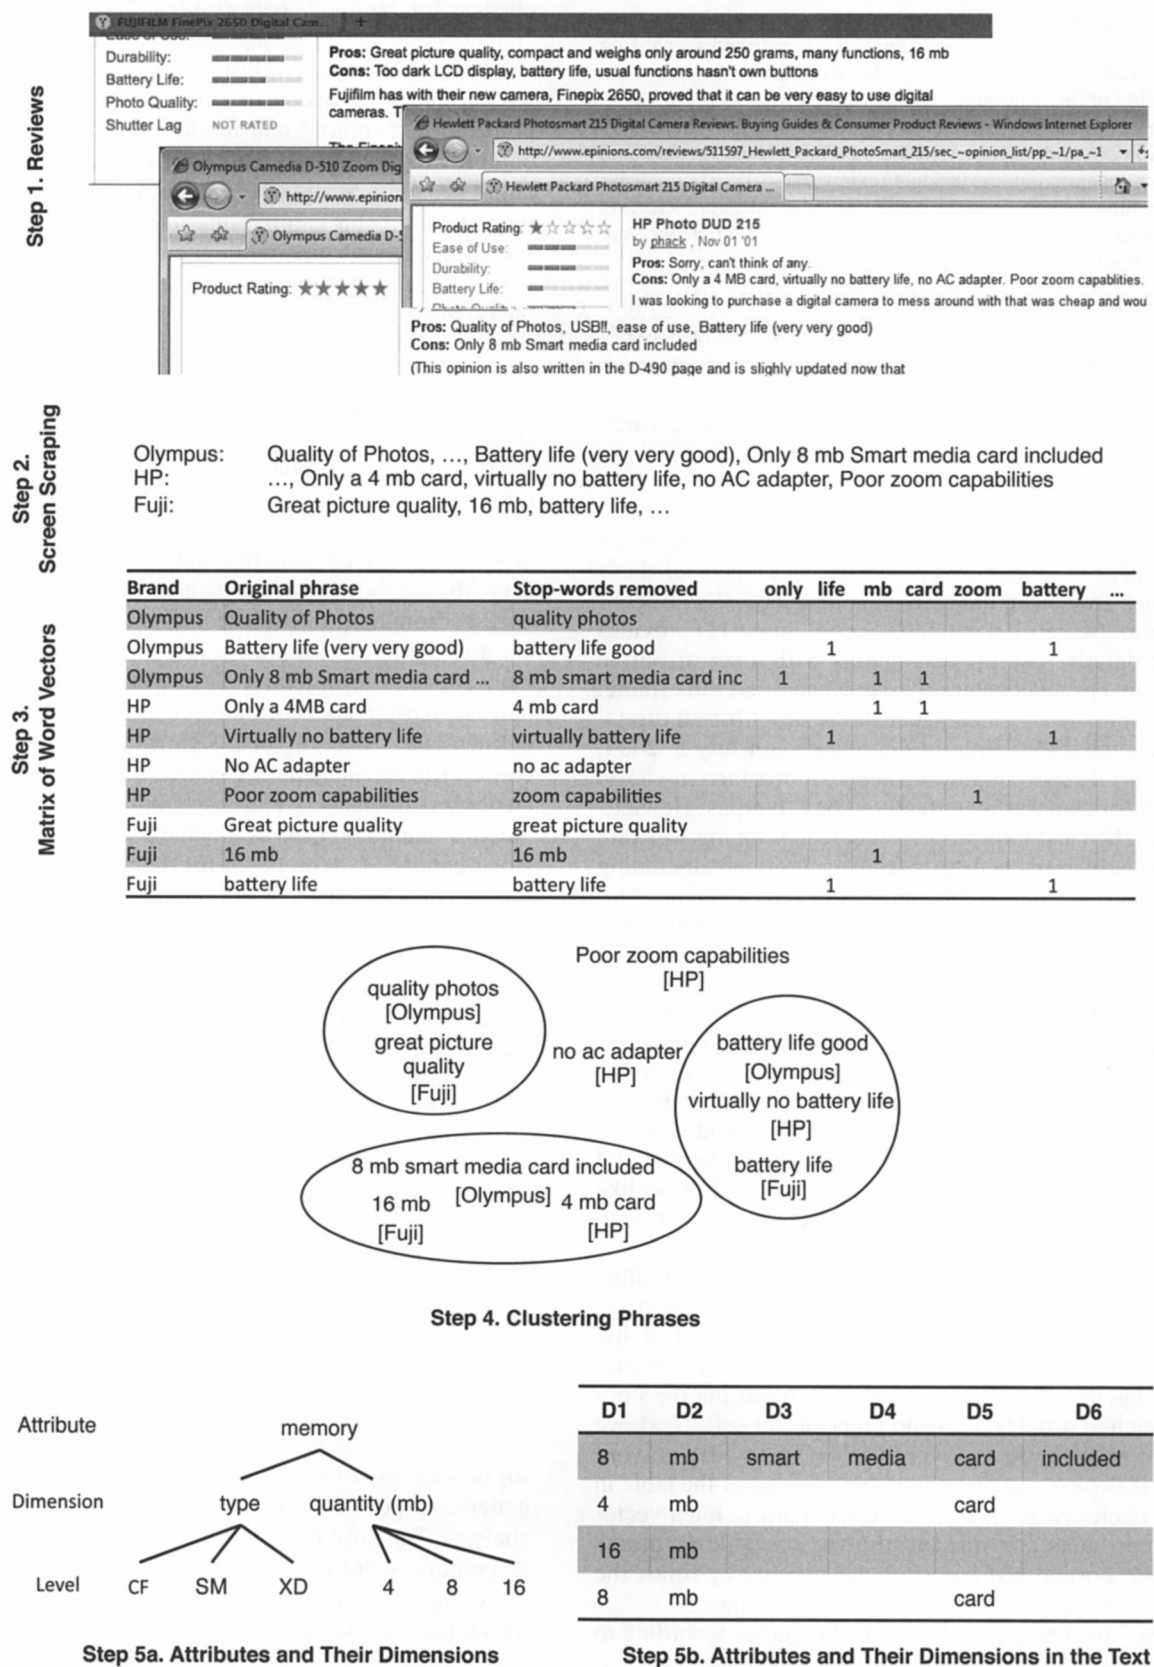 FUJIFILM FinePix 2650 Digital Cam...
Ease of Use:
Durability:
Battery Life:
Photo Quality:
Shutter Lag NOT RATED
Pros: Great picture quality, compact and weighs only around 250 grams, many functions, 16 mb
Cons: Too dark LCD display, battery life, usual functions hasn't own buttons
Fujifilm has with their new camera, Finepix 2650, proved that it can be very easy to use digital
cameras. T
Hewlett Packard Photosmart 215 Digital Camera Reviews. Buying Guides & Consumer Product Reviews - Windows Internet Explorer
http://www.epinions.com/reviews/511597_Hewlett_Packard_PhotoSmart_215/sec_~opinion_list/pp_~1/pa_~1
Hewlett Packard Photosmart 215 Digital Camera ...
Product Rating:
Ease of Use:
Durability:
Battery Life:
Photo Quality
HP Photo DUD 215
by phack , Nov 01 '01
Pros: Sorry, can't think of any.
Cons: Only a 4 MB card, virtually no battery life, no AC adapter. Poor zoom capablities.
I was looking to purchase a digital camera to mess around with that was cheap and wou
Olympus Camedia D-510 Zoom Dig
http://www.epinion
Olympus Camedia D-5
Product Rating:
Pros: Quality of Photos, USB!!, ease of use, Battery life (very very good)
Cons: Only 8 mb Smart media card included
(This opinion is also written in the D-490 page and is slighly updated now that
Step 1. Reviews
Step 2.
Screen Scraping
Olympus: Quality of Photos, ..., Battery life (very very good), Only 8 mb Smart media card included
HP: ..., Only a 4 mb card, virtually no battery life, no AC adapter, Poor zoom capabilities
Fuji: Great picture quality, 16 mb, battery life, ...
Step 3.
Matrix of Word Vectors
Brand Original phrase Stop-words removed only life mb card zoom battery ...
Olympus Quality of Photos quality photos
Olympus Battery life (very very good) battery life good 1 1
Olympus Only 8 mb Smart media card ... 8 mb smart media card inc 1 1 1
HP Only a 4MB card 4 mb card 1 1
HP Virtually no battery life virtually battery life 1 1
HP No AC adapter no ac adapter
HP Poor zoom capabilities zoom capabilities 1
Fuji Great picture quality great picture quality
Fuji 16 mb 16 mb 1
Fuji battery life battery life 1 1
quality photos
[Olympus]
great picture
quality
[Fuji]
Poor zoom capabilities
[HP]
no ac adapter
[HP]
battery life good
[Olympus]
virtually no battery life
[HP]
battery life
[Fuji]
8 mb smart media card included
[Olympus]
16 mb
[Fuji]
4 mb card
[HP]
Step 4. Clustering Phrases
Attribute memory
Dimension type quantity (mb)
Level CF SM XD 4 8 16
Step 5a. Attributes and Their Dimensions
D1 D2 D3 D4 D5 D6
8 mb smart media card included
4 mb card
16 mb
8 mb card
Step 5b. Attributes and Their Dimensions in the Text